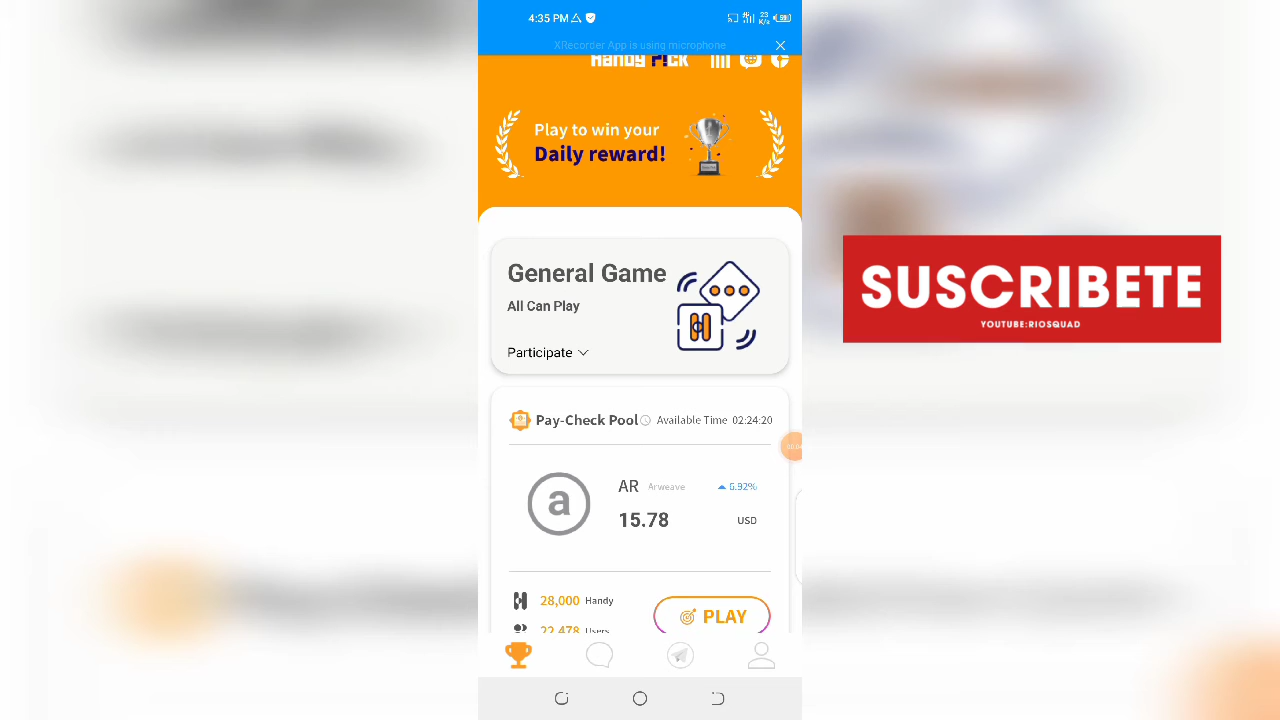 4:35 PM
23
K/s
XRecorder App is using microphone
Handy Pick
Play to win your
Daily reward!
General Game
All Can Play
Participate
Pay-Check Pool
Available Time 02:24:20
a
AR Arweave 6.92%
15.78 USD
28,000 Handy
PLAY
22,478 Users
SUSCRIBETE
YOUTUBE:RIOSQUAD